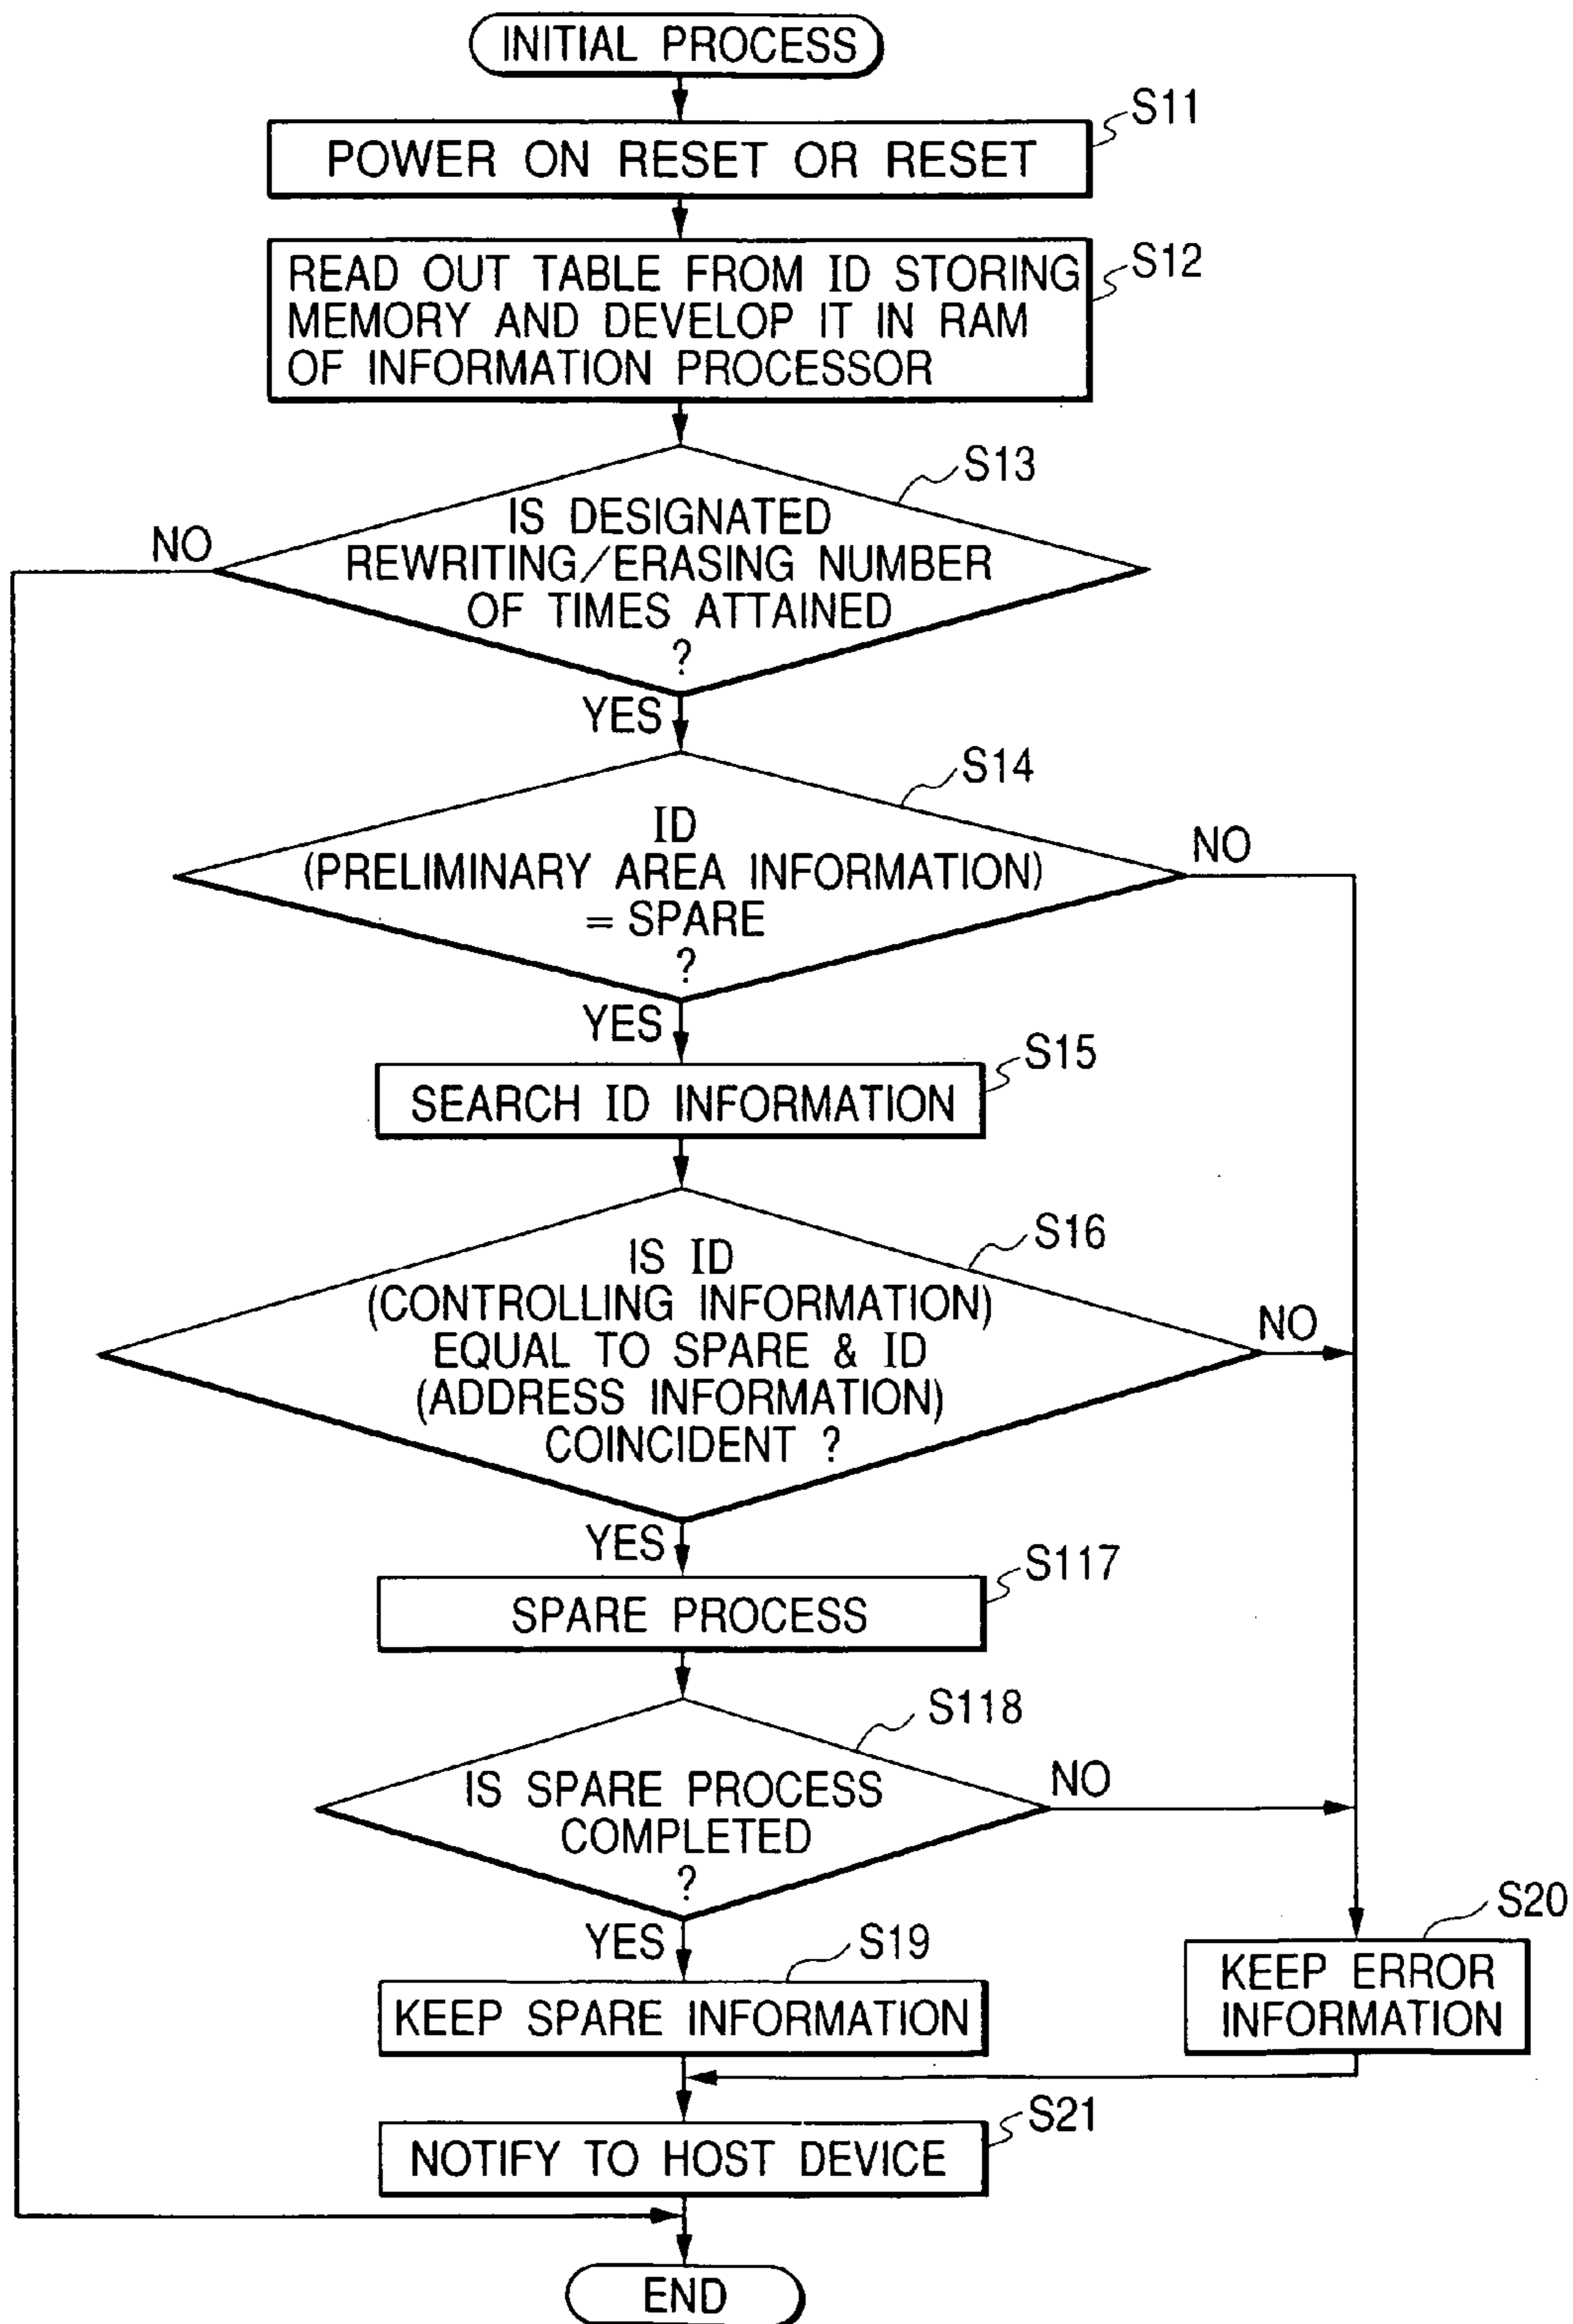 INITIAL PROCESS
S11
POWER ON RESET OR RESET
S12
READ OUT TABLE FROM ID STORING
MEMORY AND DEVELOP IT IN RAM
OF INFORMATION PROCESSOR
S13
IS DESIGNATED
NO
REWRITING/ERASING NUMBER
OF TIMES ATTAINED
?
YES
S14
ID
NO
(PRELIMINARY AREA INFORMATION)
= SPARE
?
YES
S15
SEARCH ID INFORMATION
S16
IS ID
(CONTROLLING INFORMATION)
NO
EQUAL TO SPARE & ID
(ADDRESS INFORMATION)
COINCIDENT ?
YES
S117
SPARE PROCESS
S118
IS SPARE PROCESS
NO
COMPLETED
?
S20
YES
S19
KEEP ERROR
INFORMATION
KEEP SPARE INFORMATION
S21
NOTIFY TO HOST DEVICE
END